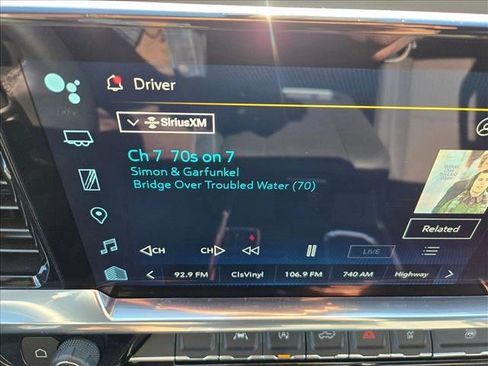 Driver
SiriusXM
Ch 7 70s on 7
Simon & Garfunkel
Bridge Over Troubled Water (70)
Related
CH CH LIVE
92.9 FM ClsVinyl 106.9 FM 740 AM Highway